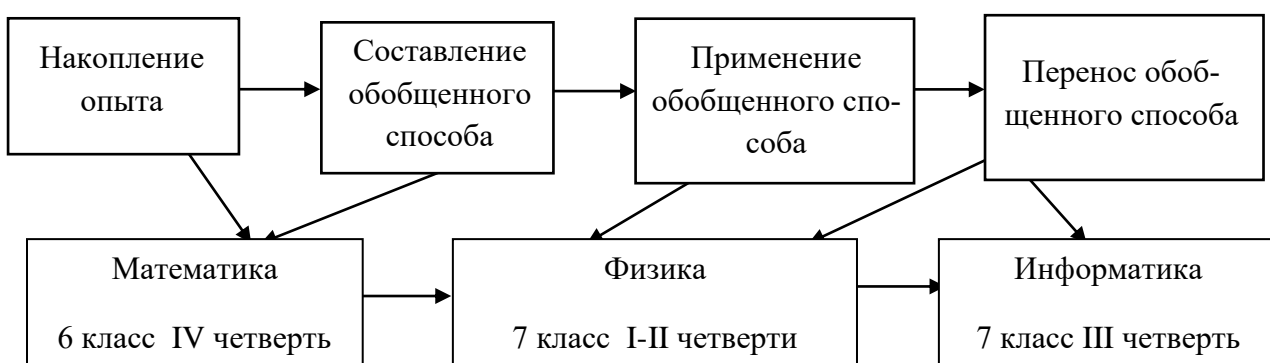 Накопление
опыта
Составление
обобщенного
способа
Применение
обобщенного спо-
соба
Перенос обоб-
щенного способа
Математика
6 класс IV четверть
Физика
7 класс I-II четверти
Информатика
7 класс III четверть